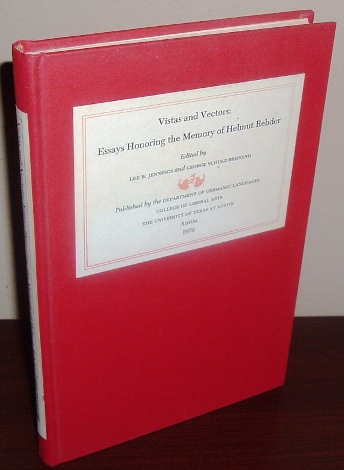 Vistas and Vectors:
Essays Honoring the Memory of Helmut Rehder
Edited by
LEE B. JENNINGS and GEORGE SCHULZ-BEHREND
Published by the DEPARTMENT OF GERMANIC LANGUAGES
COLLEGE OF LIBERAL ARTS
THE UNIVERSITY OF TEXAS AT AUSTIN
Austin
1979